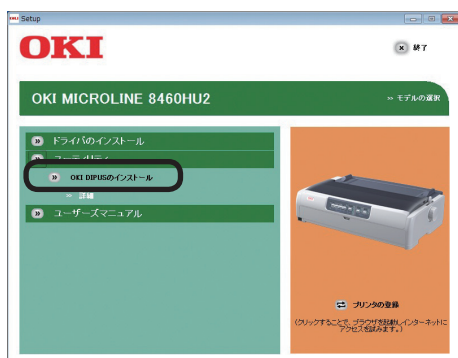 Setup
OKI
終了
OKI MICROLINE 8460HU2
モデルの選択
ドライバのインストール
ユーティリティ
OKI DIPUSのインストール
詳細
ユーザーズマニュアル
プリンタの登録
(クリックすることで、ブラウザを起動しインターネットに
アクセスを試みます。)